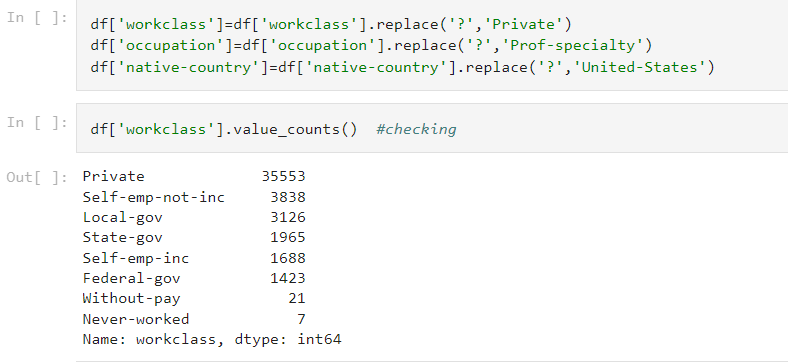 In [ ]: df['workclass']=df['workclass'].replace('?','Private')
df['occupation']=df['occupation'].replace('?','Prof-specialty')
df['native-country']=df['native-country'].replace('?','United-States')
In [ ]: df['workclass'].value_counts()  #checking
Out[ ]: Private              35553
Self-emp-not-inc      3838
Local-gov             3126
State-gov             1965
Self-emp-inc          1688
Federal-gov           1423
Without-pay             21
Never-worked             7
Name: workclass, dtype: int64